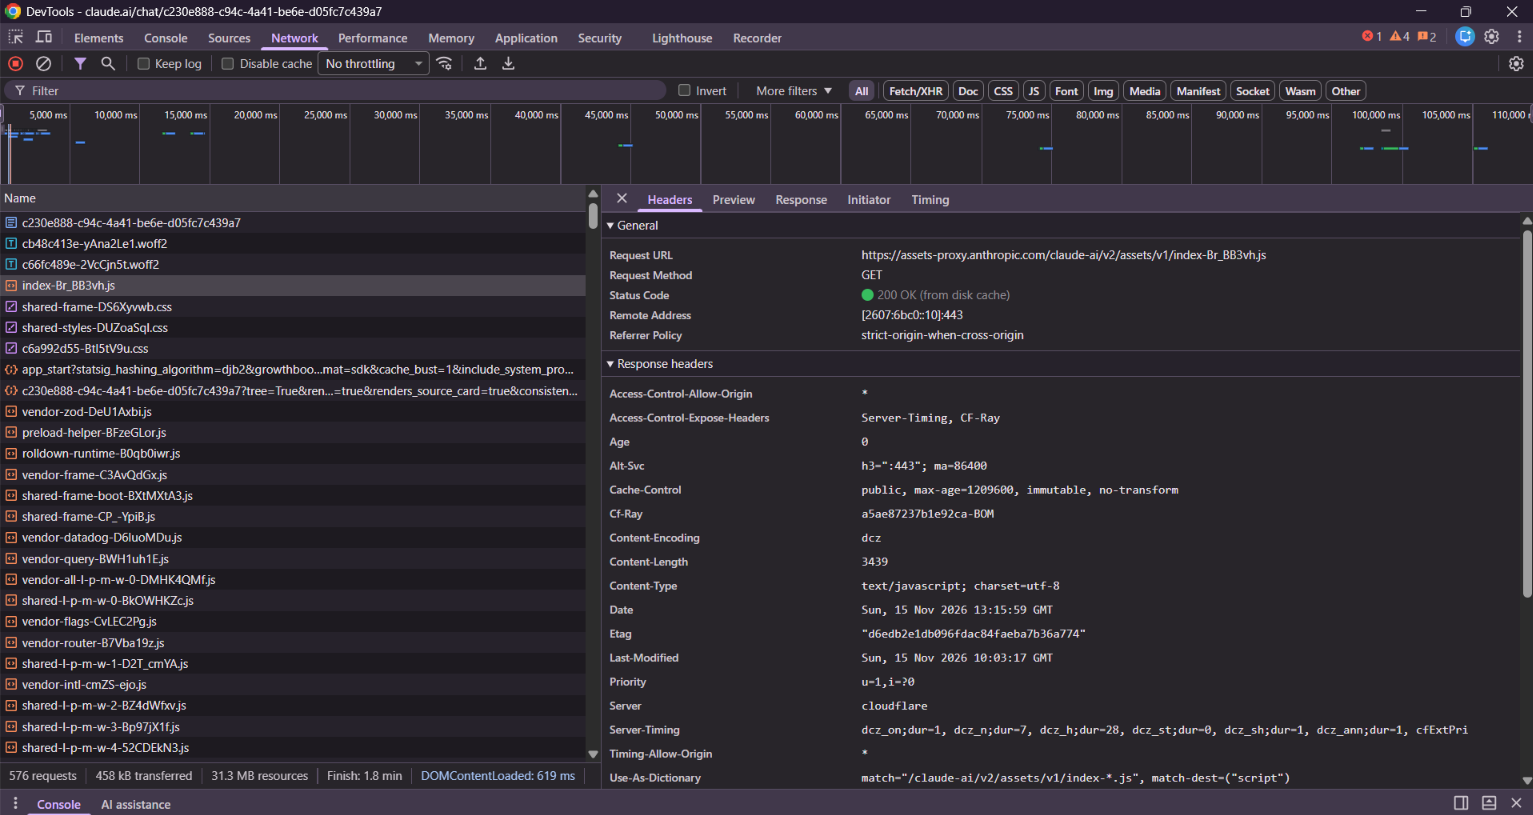 DevTools - claude.ai/chat/c230e888-c94c-4a41-be6e-d05fc7c439a7
Elements Console Sources Network Performance Memory Application Security Lighthouse Recorder 1 4 2
Keep log Disable cache No throttling
Filter Invert More filters All Fetch/XHR Doc CSS JS Font Img Media Manifest Socket Wasm Other
5,000 ms 10,000 ms 15,000 ms 20,000 ms 25,000 ms 30,000 ms 35,000 ms 40,000 ms 45,000 ms 50,000 ms 55,000 ms 60,000 ms 65,000 ms 70,000 ms 75,000 ms 80,000 ms 85,000 ms 90,000 ms 95,000 ms 100,000 ms 105,000 ms 110,000
Name
c230e888-c94c-4a41-be6e-d05fc7c439a7
cb48c413e-yAna2Le1.woff2
c66fc489e-2VcCjn5t.woff2
index-Br_BB3vh.js
shared-frame-DS6Xyvwb.css
shared-styles-DUZoaSqI.css
c6a992d55-BtI5tV9u.css
app_start?statsig_hashing_algorithm=djb2&growthboo...mat=sdk&cache_bust=1&include_system_pro...
c230e888-c94c-4a41-be6e-d05fc7c439a7?tree=True&ren...=true&renders_source_card=true&consisten...
vendor-zod-DeU1Axbi.js
preload-helper-BFzeGLor.js
rolldown-runtime-B0qb0iwr.js
vendor-frame-C3AvQdGx.js
shared-frame-boot-BXtMXtA3.js
shared-frame-CP_-YpiB.js
vendor-datadog-D6IuoMDu.js
vendor-query-BWH1uh1E.js
vendor-all-l-p-m-w-0-DMHK4QMf.js
shared-l-p-m-w-0-BkOWHKZc.js
vendor-flags-CvLEC2Pg.js
vendor-router-B7Vba19z.js
shared-l-p-m-w-1-D2T_cmYA.js
vendor-intl-cmZS-ejo.js
shared-l-p-m-w-2-BZ4dWfxv.js
shared-l-p-m-w-3-Bp97jX1f.js
shared-l-p-m-w-4-52CDEkN3.js
576 requests 458 kB transferred 31.3 MB resources Finish: 1.8 min DOMContentLoaded: 619 ms
Headers Preview Response Initiator Timing
General
Request URL https://assets-proxy.anthropic.com/claude-ai/v2/assets/v1/index-Br_BB3vh.js
Request Method GET
Status Code 200 OK (from disk cache)
Remote Address [2607:6bc0::10]:443
Referrer Policy strict-origin-when-cross-origin
Response headers
Access-Control-Allow-Origin *
Access-Control-Expose-Headers Server-Timing, CF-Ray
Age 0
Alt-Svc h3=":443"; ma=86400
Cache-Control public, max-age=1209600, immutable, no-transform
Cf-Ray a5ae87237b1e92ca-BOM
Content-Encoding dcz
Content-Length 3439
Content-Type text/javascript; charset=utf-8
Date Sun, 15 Nov 2026 13:15:59 GMT
Etag "d6edb2e1db096fdac84faeba7b36a774"
Last-Modified Sun, 15 Nov 2026 10:03:17 GMT
Priority u=1,i=?0
Server cloudflare
Server-Timing dcz_on;dur=1, dcz_n;dur=7, dcz_h;dur=28, dcz_st;dur=0, dcz_sh;dur=1, dcz_ann;dur=1, cfExtPri
Timing-Allow-Origin *
Use-As-Dictionary match="/claude-ai/v2/assets/v1/index-*.js", match-dest=("script")
Console AI assistance